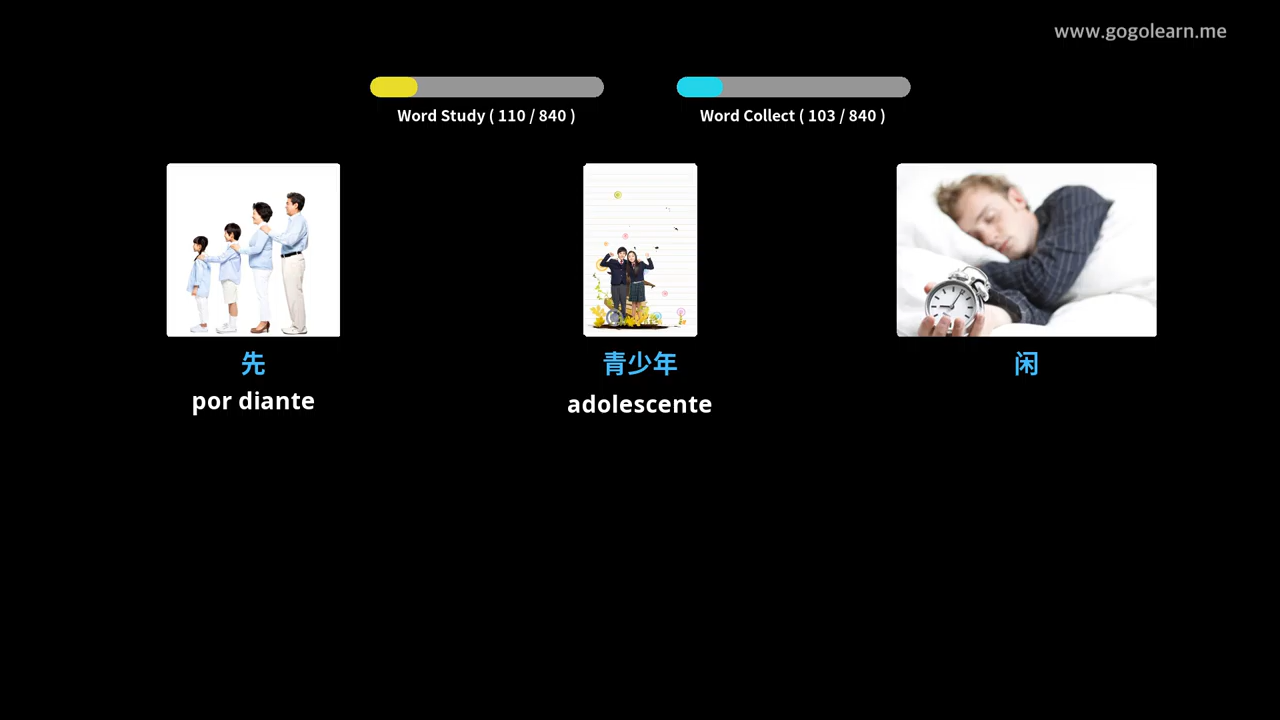 www.gogolearn.me
Word Study ( 110 / 840 )
Word Collect ( 103 / 840 )
先
por diante
青少年
adolescente
闲